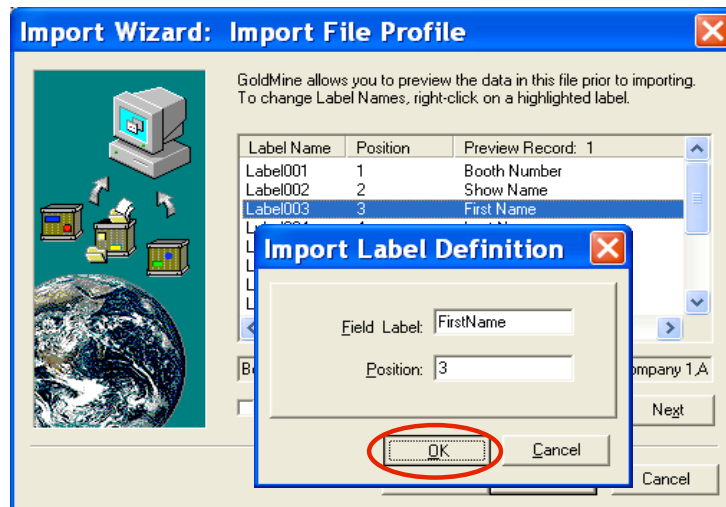 Import Wizard: Import File Profile
GoldMine allows you to preview the data in this file prior to importing.
To change Label Names, right-click on a highlighted label.
Label Name Position Preview Record: 1
Label001 1 Booth Number
Label002 2 Show Name
Label003 3 First Name
Import Label Definition
Field Label: FirstName
Position: 3
ompany 1,A
Next
OK Cancel
Cancel